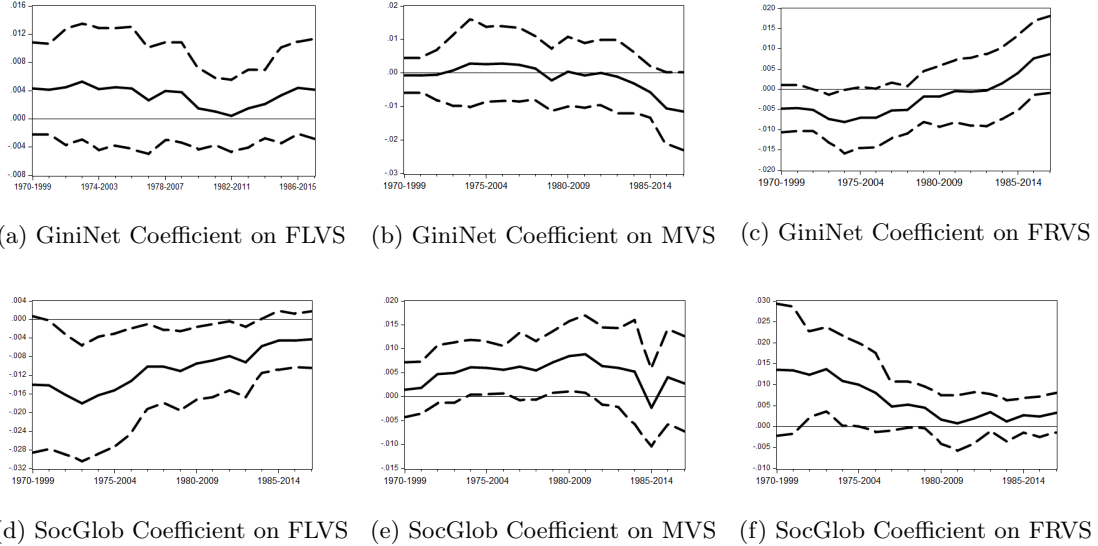 .016 .012 .008 .004 .000 -.004 -.008
1970-1999 1974-2003 1978-2007 1982-2011 1986-2015
.02 .01 .00 -.01 -.02 -.03
1970-1999 1975-2004 1980-2009 1985-2014
.020 .015 .010 .005 .000 -.005 -.010 -.015 -.020
1970-1999 1975-2004 1980-2009 1985-2014
(a) GiniNet Coefficient on FLVS (b) GiniNet Coefficient on MVS (c) GiniNet Coefficient on FRVS
.004 .000 -.004 -.008 -.012 -.016 -.020 -.024 -.028 -.032
1970-1999 1975-2004 1980-2009 1985-2014
.020 .015 .010 .005 .000 -.005 -.010 -.015
1970-1999 1975-2004 1980-2009 1985-2014
.030 .025 .020 .015 .010 .005 .000 -.005 -.010
1970-1999 1975-2004 1980-2009 1985-2014
(d) SocGlob Coefficient on FLVS (e) SocGlob Coefficient on MVS (f) SocGlob Coefficient on FRVS